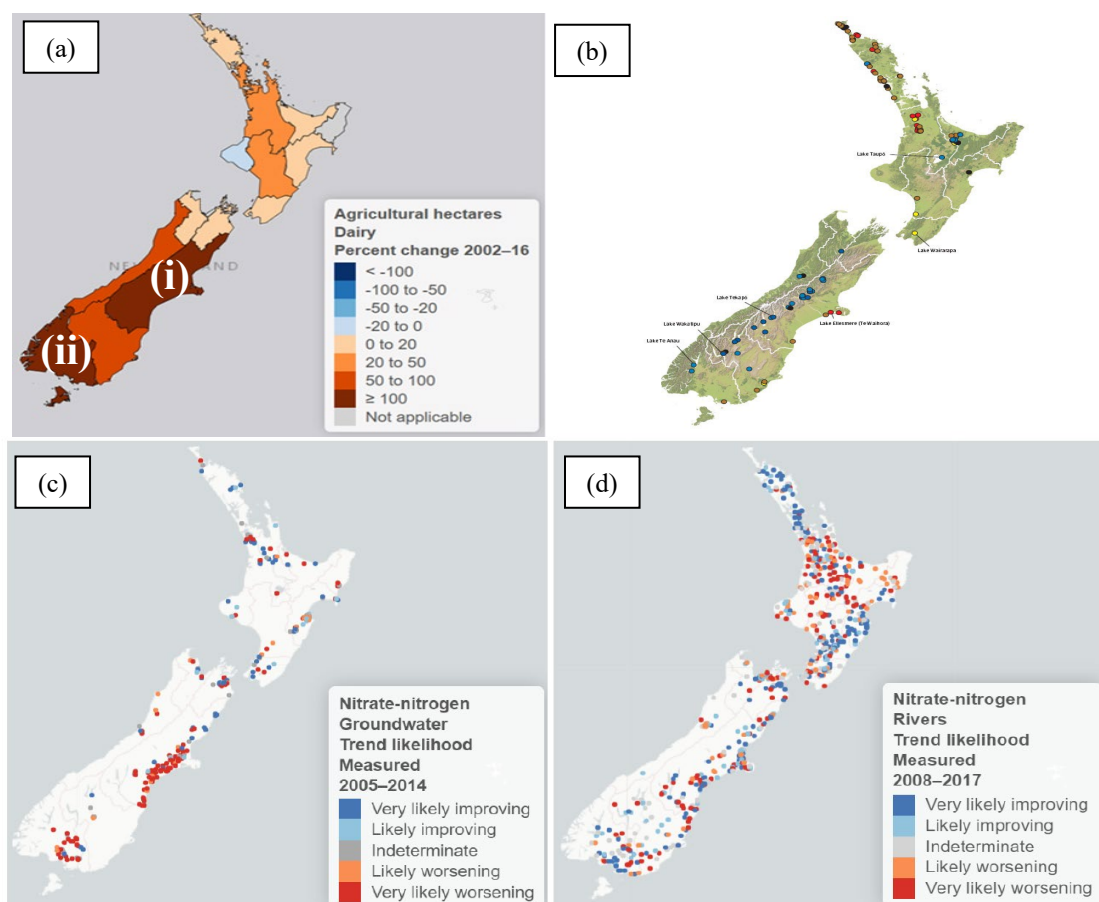 (a)
NEW ZEALAND
(i)
(ii)
Agricultural hectares
Dairy
Percent change 2002–16
< -100
-100 to -50
-50 to -20
-20 to 0
0 to 20
20 to 50
50 to 100
≥ 100
Not applicable
(b)
Lake Taupo
Lake Wairarapa
Lake Tekapo
Lake Ellesmere (Te Waihora)
Lake Wakatipu
Lake Te Anau
(c)
Nitrate-nitrogen
Groundwater
Trend likelihood
Measured
2005–2014
Very likely improving
Likely improving
Indeterminate
Likely worsening
Very likely worsening
(d)
Nitrate-nitrogen
Rivers
Trend likelihood
Measured
2008–2017
Very likely improving
Likely improving
Indeterminate
Likely worsening
Very likely worsening